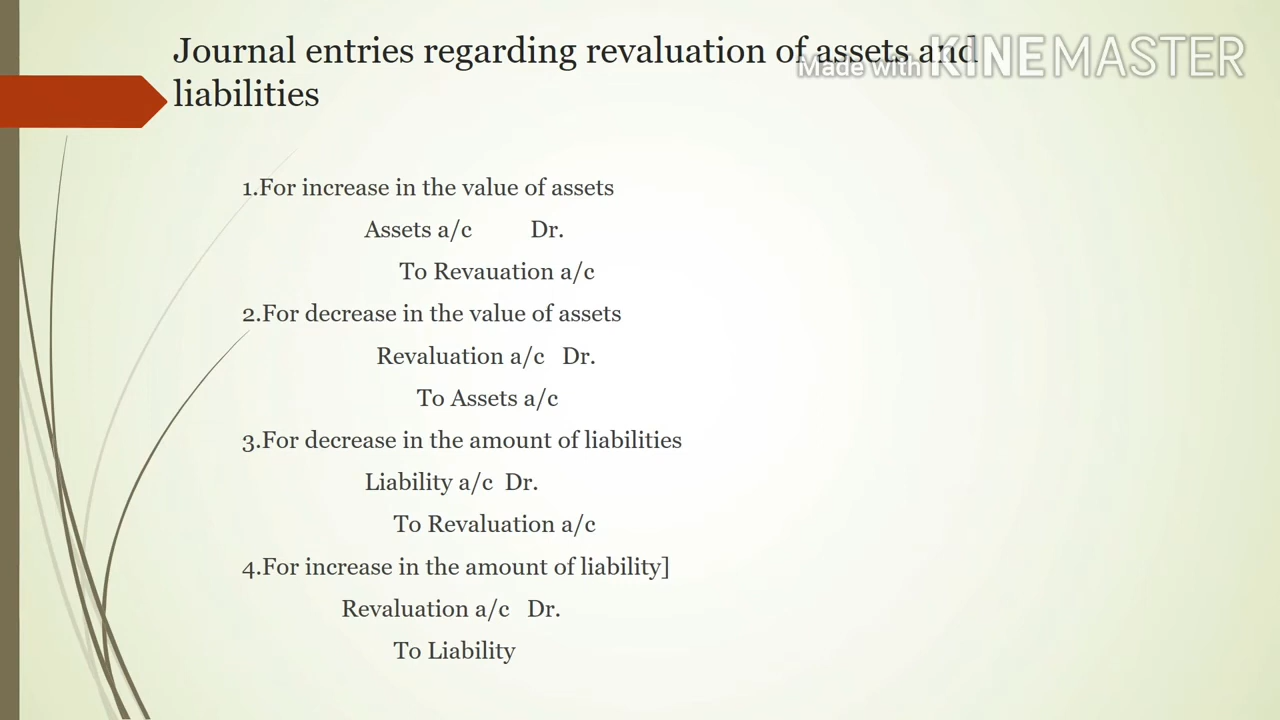 Journal entries regarding revaluation of assets and
liabilities
Made with KINEMASTER
1.For increase in the value of assets
Assets a/c Dr.
To Revauation a/c
2.For decrease in the value of assets
Revaluation a/c Dr.
To Assets a/c
3.For decrease in the amount of liabilities
Liability a/c Dr.
To Revaluation a/c
4.For increase in the amount of liability]
Revaluation a/c Dr.
To Liability